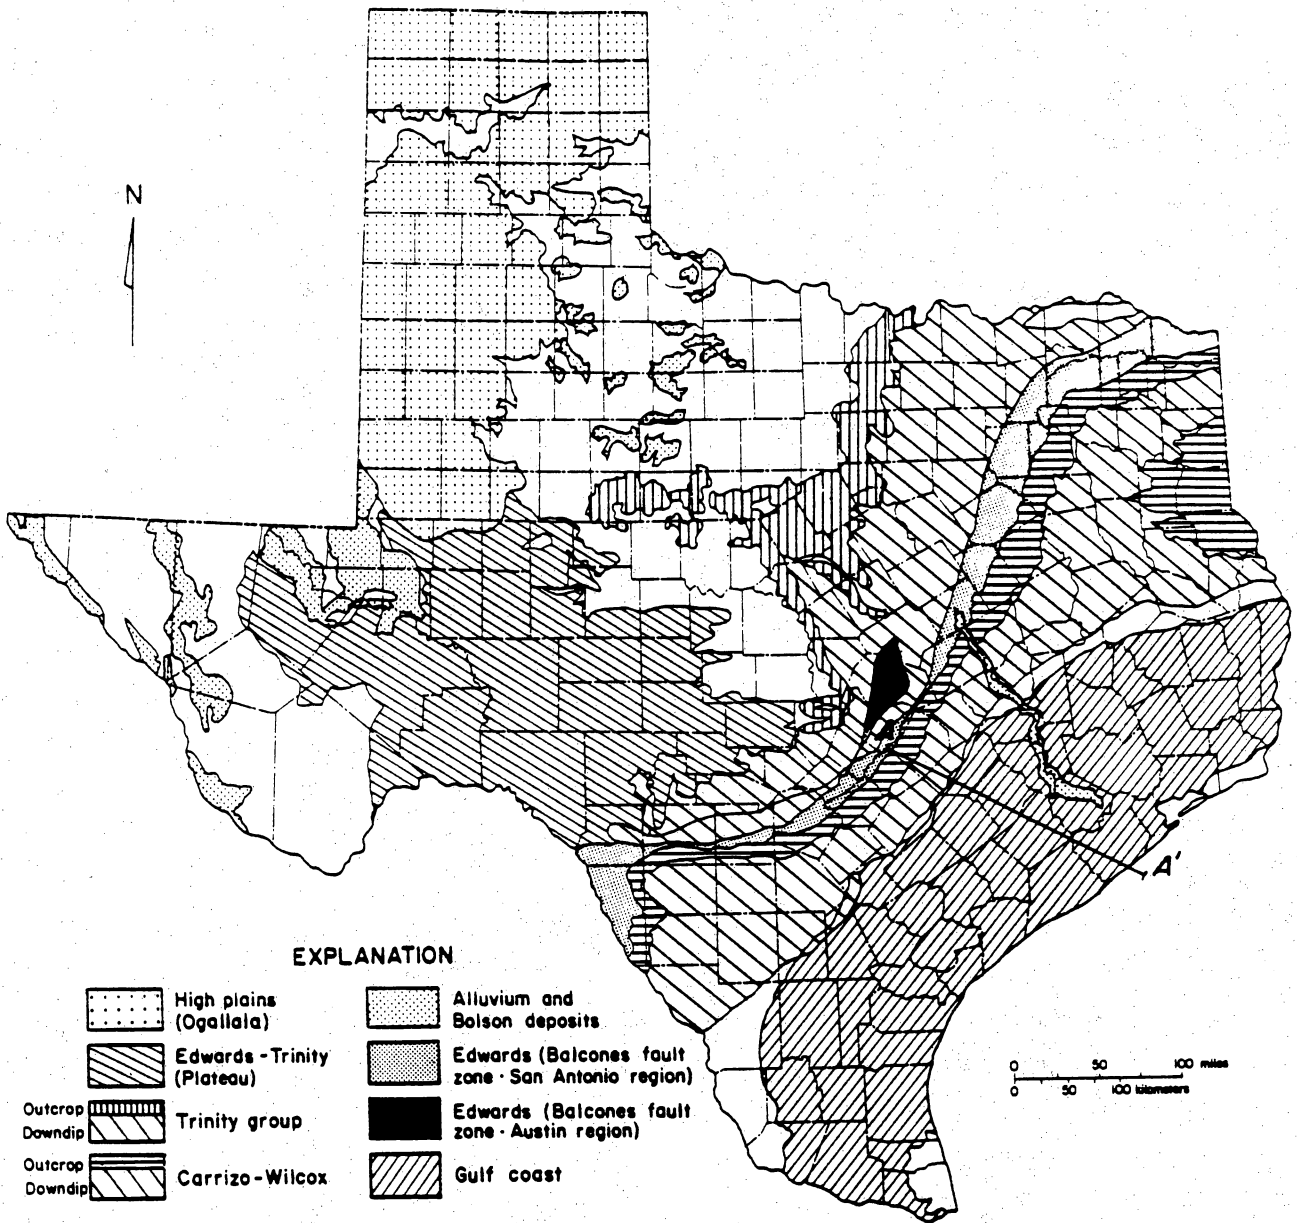 N
A
A'
EXPLANATION
High plains
(Ogallala)
Edwards - Trinity
(Plateau)
Outcrop
Downdip
Trinity group
Outcrop
Downdip
Carrizo - Wilcox
Alluvium and
Bolson deposits
Edwards (Balcones fault
zone · San Antonio region)
Edwards (Balcones fault
zone · Austin region)
Gulf coast
0 50 100 miles
0 50 100 kilometers